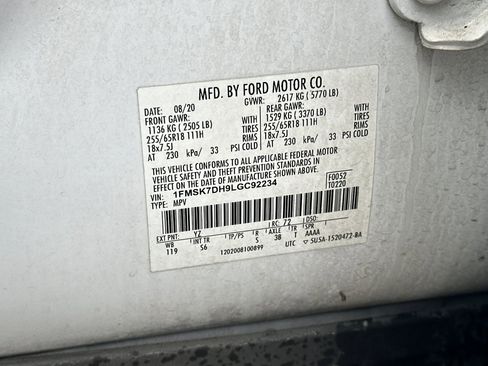 MFD. BY FORD MOTOR CO.
DATE: 08/20 GVWR: 2617 KG ( 5770 LB)
FRONT GAWR: REAR GAWR:
1136 KG ( 2505 LB) WITH 1529 KG ( 3370 LB) WITH
255/65R18 111H TIRES 255/65R18 111H TIRES
18x7.5J RIMS 18x7.5J RIMS
AT 230 kPa/ 33 PSI COLD AT 230 kPa/ 33 PSI COLD
THIS VEHICLE CONFORMS TO ALL APPLICABLE FEDERAL MOTOR
VEHICLE SAFETY AND THEFT PREVENTION STANDARDS IN
EFFECT ON THE DATE OF MANUFACTURE SHOWN ABOVE.
VIN: 1FMSK7DH9LGC92234 F0052
TYPE: MPV T0220
EXT PNT: YZ RC: 72 DSO:
WB INT TR TP/PS R AXLE TR SPR
119 S6 S 3B T AAAA
1202008100899 UTC 5U5A-1520472-BA